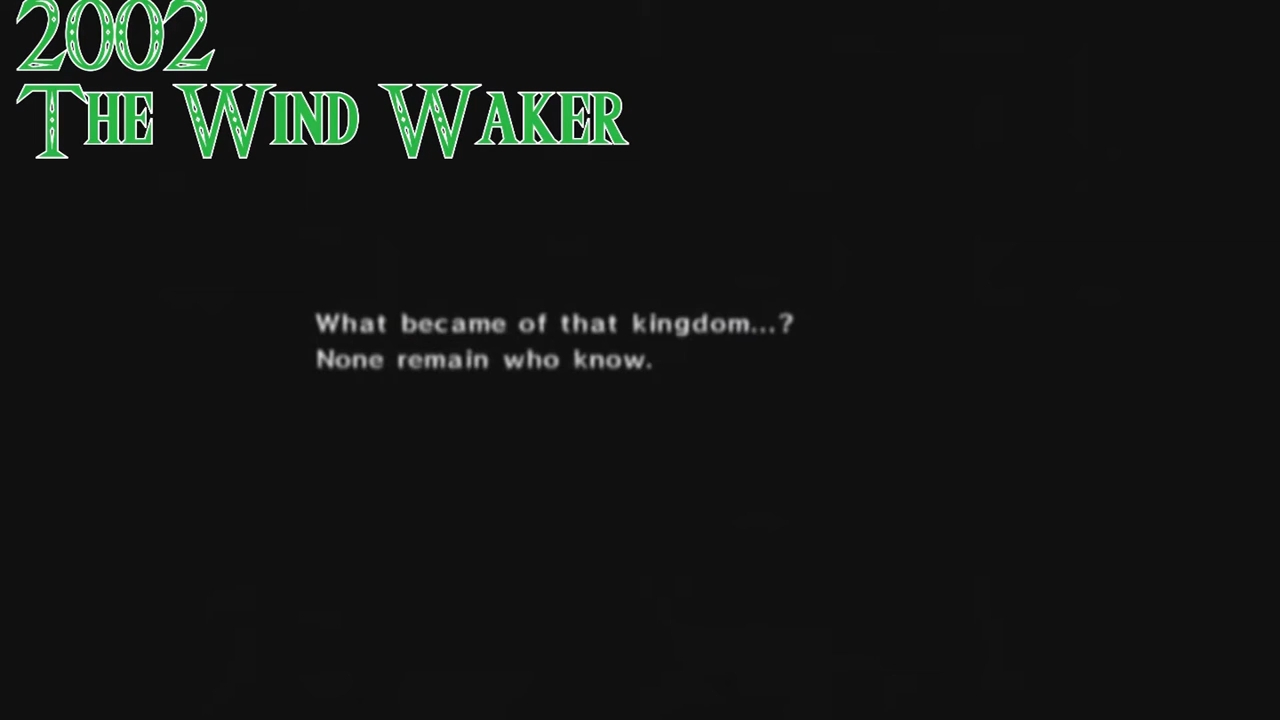 2002
The Wind Waker
What became of that kingdom...?
None remain who know.